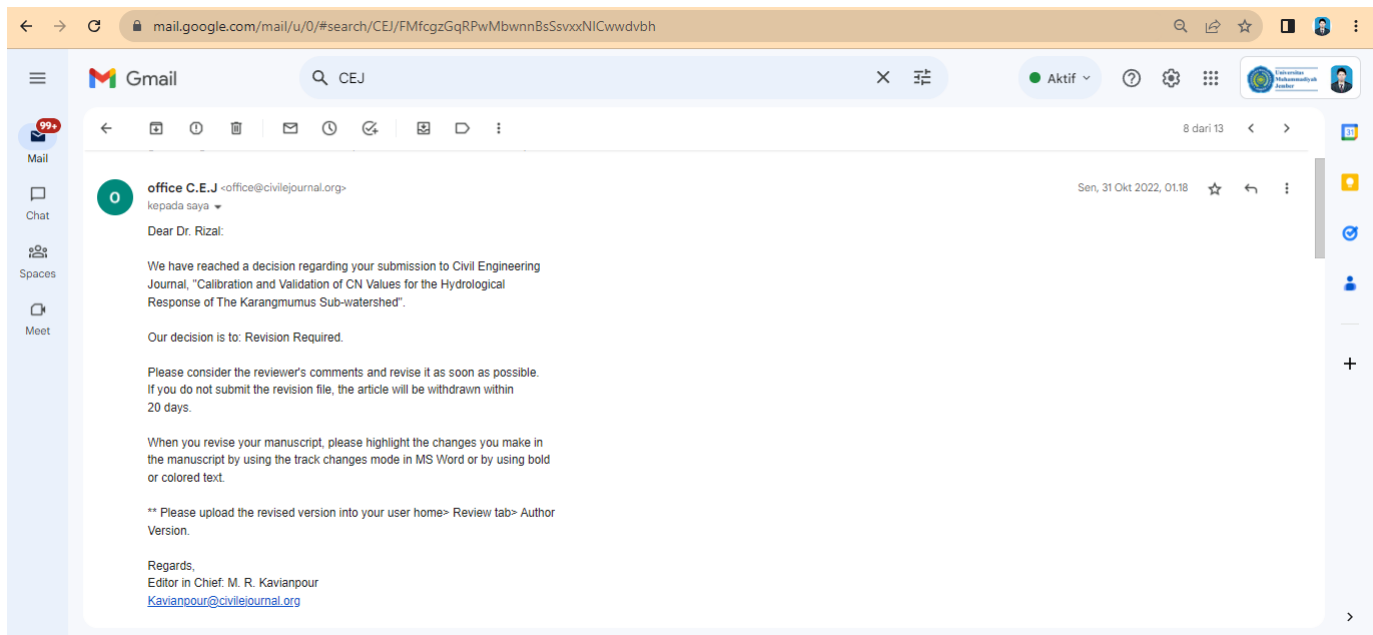 mail.google.com/mail/u/0/#search/CEJ/FMfcgzGqRPwMbwnnBsSsvxxNlCwwdvbh
Gmail
CEJ
Aktif
Universitas
Muhammadiyah
Jember
99+
Mail
Chat
Spaces
Meet
8 dari 13
31
O
office C.E.J <office@civilejournal.org>
Sen, 31 Okt 2022, 01.18
kepada saya
Dear Dr. Rizal:
We have reached a decision regarding your submission to Civil Engineering
Journal, "Calibration and Validation of CN Values for the Hydrological
Response of The Karangmumus Sub-watershed".
Our decision is to: Revision Required.
Please consider the reviewer's comments and revise it as soon as possible.
If you do not submit the revision file, the article will be withdrawn within
20 days.
When you revise your manuscript, please highlight the changes you make in
the manuscript by using the track changes mode in MS Word or by using bold
or colored text.
** Please upload the revised version into your user home> Review tab> Author
Version.
Regards,
Editor in Chief: M. R. Kavianpour
Kavianpour@civilejournal.org